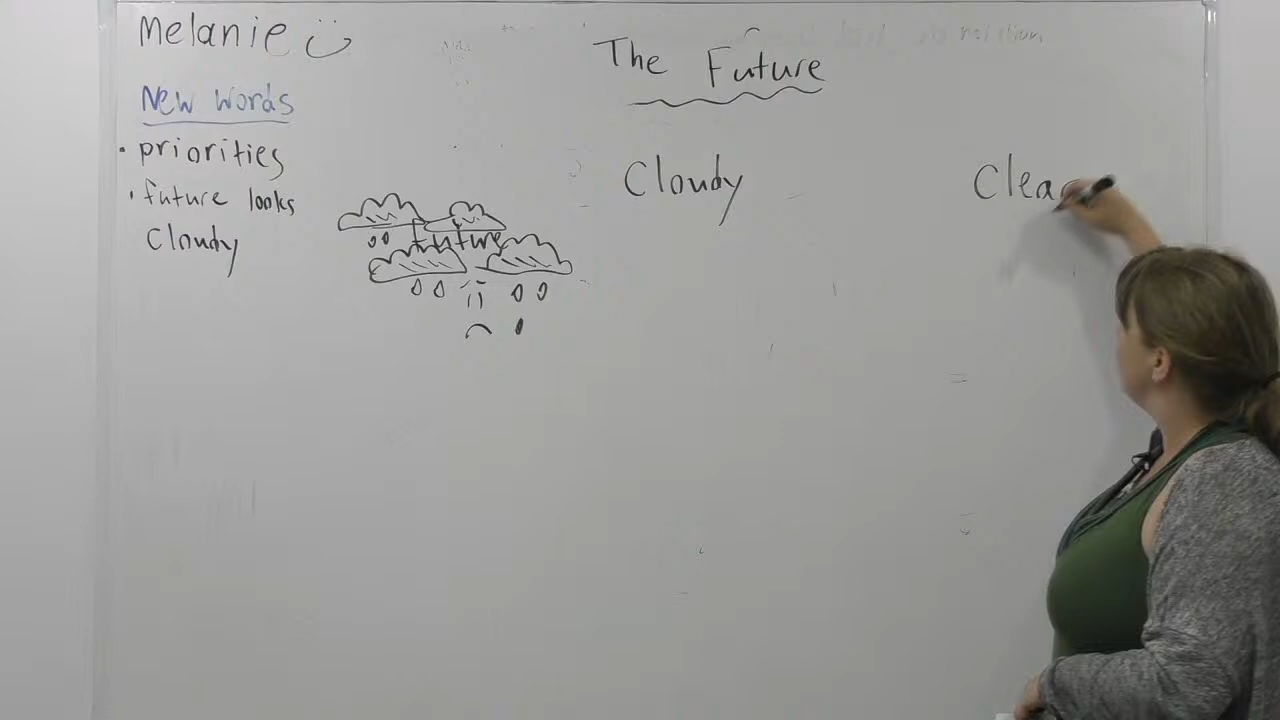 Melanie
New words
• priorities
• future looks
Cloudy
future
The Future
Cloudy
Clea